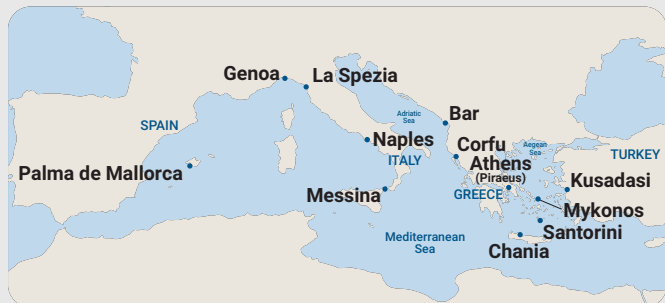 Genoa
La Spezia
Adriatic
Sea
Bar
SPAIN
Naples
Corfu
Aegean
Sea
ITALY
Athens
(Piraeus)
TURKEY
Palma de Mallorca
Kusadasi
Messina
GREECE
Mykonos
Mediterranean
Sea
Santorini
Chania